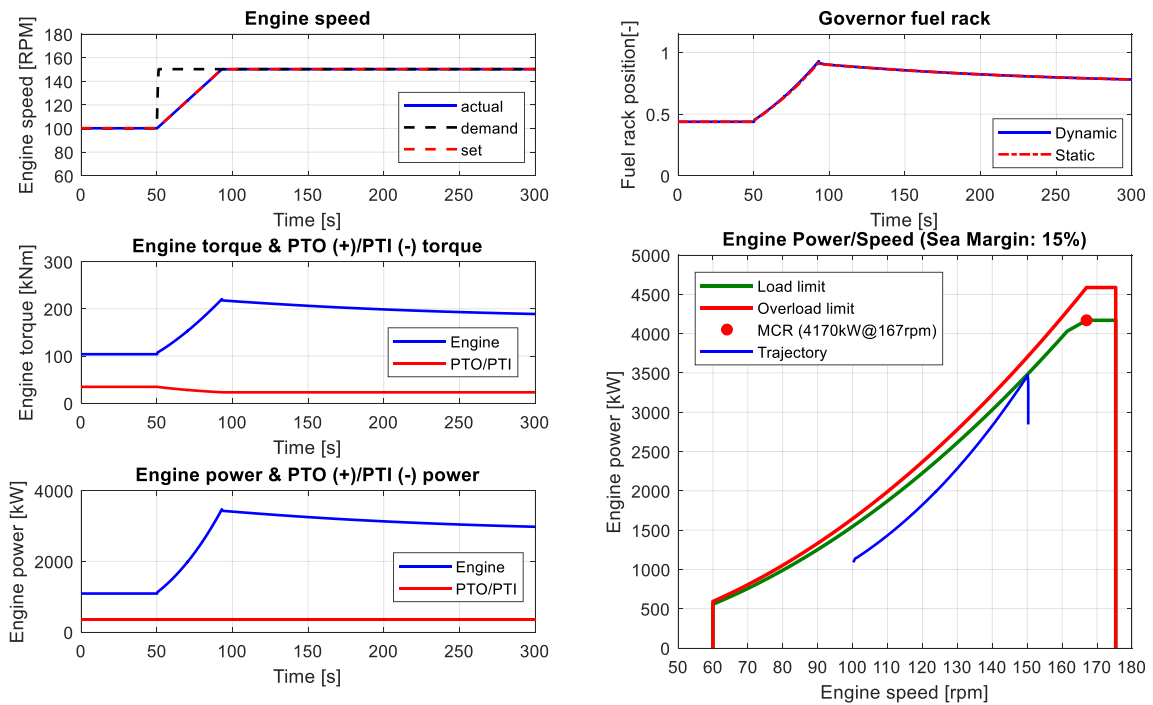 Engine speed
Engine speed [RPM]
180
160
140
120
100
80
60
0 50 100 150 200 250 300
Time [s]
actual
demand
set
Governor fuel rack
Fuel rack position[-]
1
0.5
0
0 50 100 150 200 250 300
Time [s]
Dynamic
Static
Engine torque & PTO (+)/PTI (-) torque
Engine torque [kNm]
300
200
100
0
0 50 100 150 200 250 300
Time [s]
Engine
PTO/PTI
Engine power & PTO (+)/PTI (-) power
Engine power [kW]
4000
2000
0
0 50 100 150 200 250 300
Time [s]
Engine
PTO/PTI
Engine Power/Speed (Sea Margin: 15%)
Engine power [kW]
5000
4500
4000
3500
3000
2500
2000
1500
1000
500
0
50 60 70 80 90 100 110 120 130 140 150 160 170 180
Engine speed [rpm]
Load limit
Overload limit
MCR (4170kW@167rpm)
Trajectory